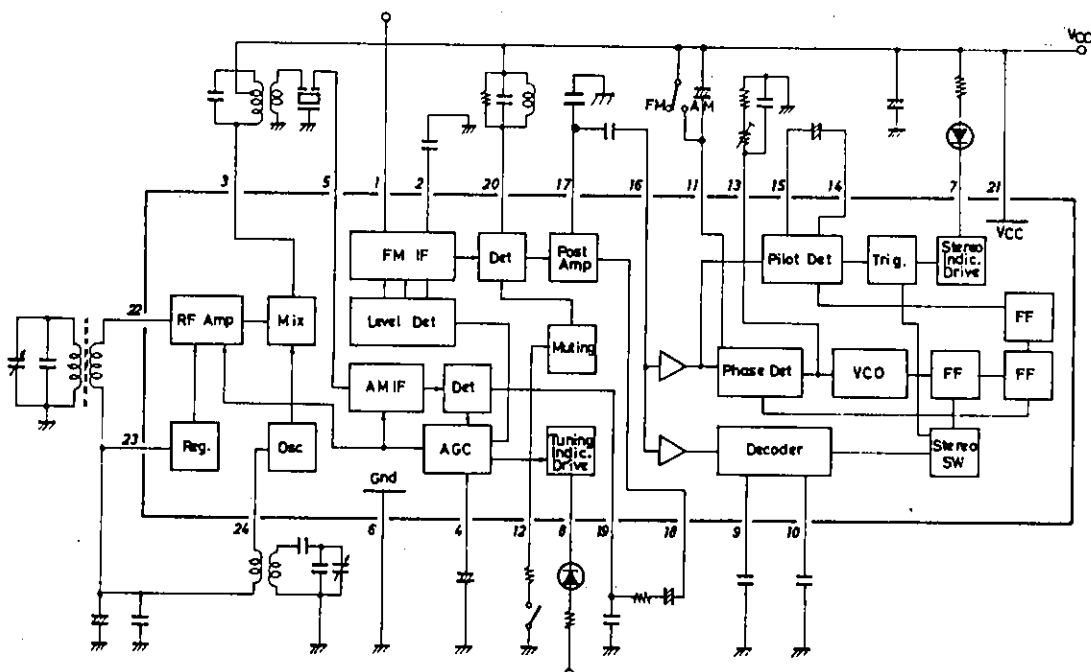 VCC
FM
AM
3
5
1
2
20
17
16
11
13
15
14
7
21
VCC
FM IF
Det
Post
Amp
Pilot Det
Trig.
Stereo
Indic.
Drive
22
RF Amp
Mix
Level Det
Muting
FF
Phase Det
VCO
FF
FF
AM IF
Det
23
Reg.
Osc
AGC
Tuning
Indic.
Drive
Decoder
Stereo
SW
Gnd
24
6
4
12
8
19
18
9
10